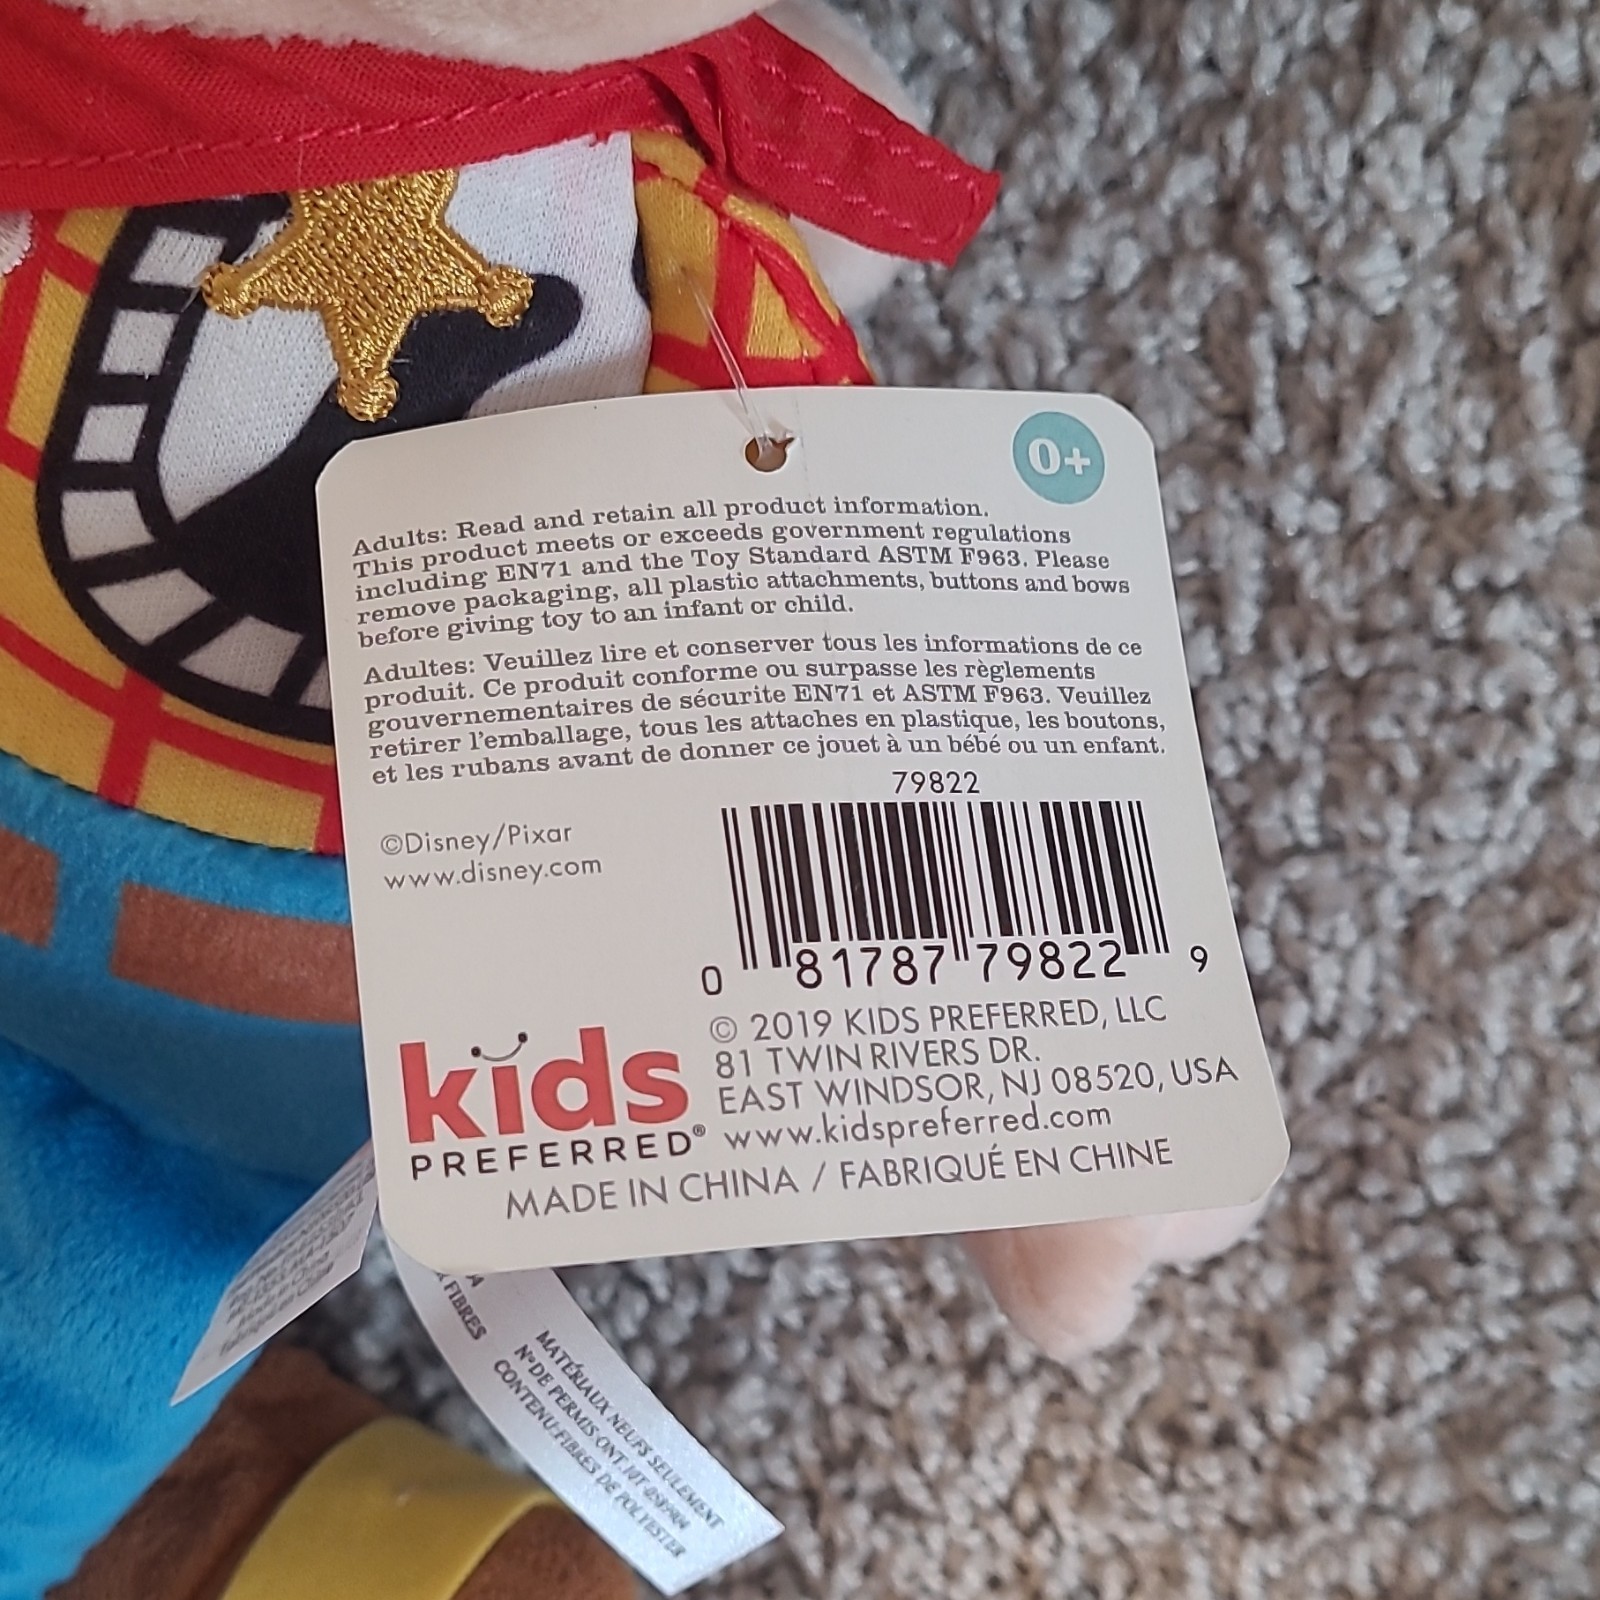 0+
Adults: Read and retain all product information.
This product meets or exceeds government regulations
including EN71 and the Toy Standard ASTM F963. Please
remove packaging, all plastic attachments, buttons and bows
before giving toy to an infant or child.
Adultes: Veuillez lire et conserver tous les informations de ce
produit. Ce produit conforme ou surpasse les règlements
gouvernementaires de sécurite EN71 et ASTM F963. Veuillez
retirer l'emballage, tous les attaches en plastique, les boutons,
et les rubans avant de donner ce jouet à un bébé ou un enfant.
79822
©Disney/Pixar
www.disney.com
0 81787 79822 9
kids
PREFERRED®
© 2019 KIDS PREFERRED, LLC
81 TWIN RIVERS DR.
EAST WINDSOR, NJ 08520, USA
www.kidspreferred.com
MADE IN CHINA / FABRIQUÉ EN CHINE
FIBRES
MATÉRIAUX NEUFS SEULEMENT
N° DE PERMIS-ONT.
CONTENU:FIBRES DE POLYESTER